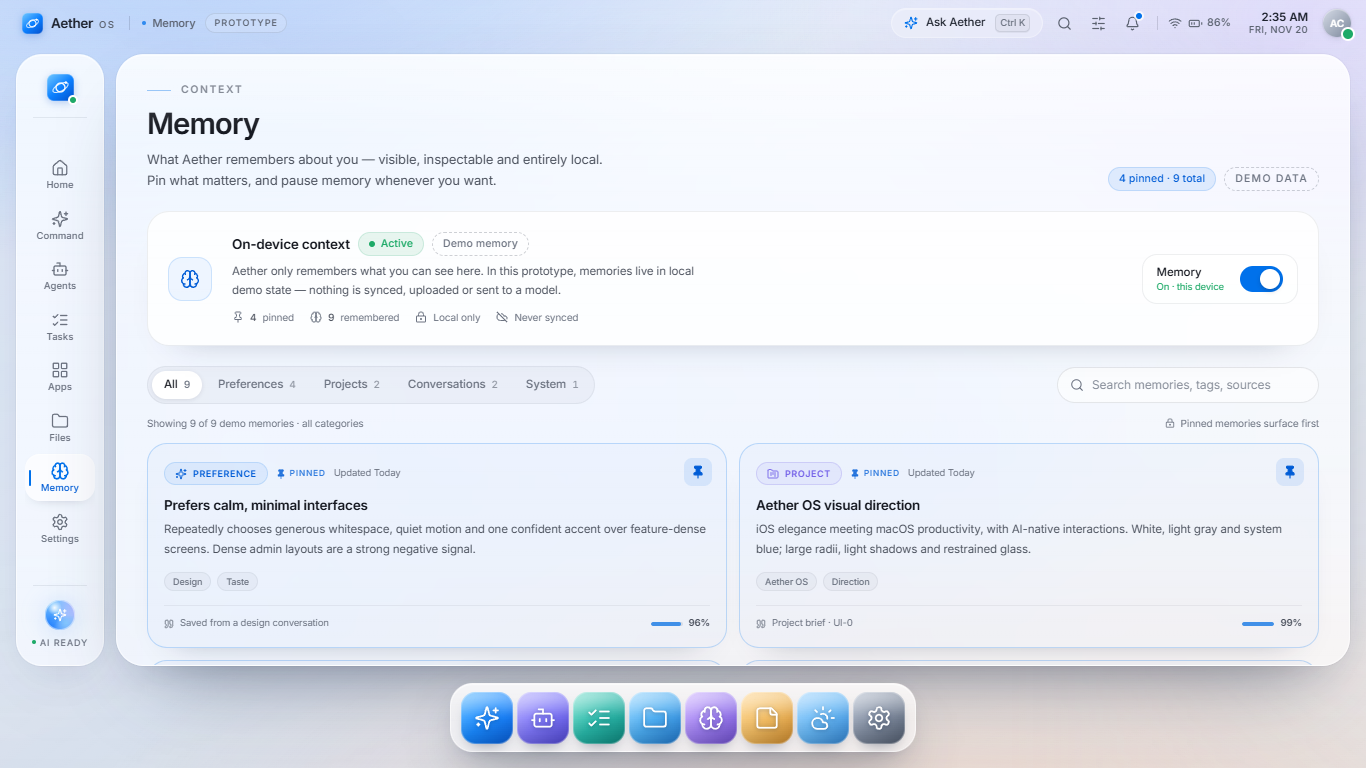 Aether OS
Memory
PROTOTYPE
Ask Aether Ctrl K
86%
2:35 AM
FRI, NOV 20
AC
Home
Command
Agents
Tasks
Apps
Files
Memory
Settings
AI READY
CONTEXT
Memory
What Aether remembers about you — visible, inspectable and entirely local.
Pin what matters, and pause memory whenever you want.
4 pinned · 9 total
DEMO DATA
On-device context
Active
Demo memory
Aether only remembers what you can see here. In this prototype, memories live in local
demo state — nothing is synced, uploaded or sent to a model.
4 pinned
9 remembered
Local only
Never synced
Memory
On · this device
All 9
Preferences 4
Projects 2
Conversations 2
System 1
Search memories, tags, sources
Showing 9 of 9 demo memories · all categories
Pinned memories surface first
PREFERENCE
PINNED
Updated Today
Prefers calm, minimal interfaces
Repeatedly chooses generous whitespace, quiet motion and one confident accent over feature-dense
screens. Dense admin layouts are a strong negative signal.
Design
Taste
Saved from a design conversation
96%
PROJECT
PINNED
Updated Today
Aether OS visual direction
iOS elegance meeting macOS productivity, with AI-native interactions. White, light gray and system
blue; large radii, light shadows and restrained glass.
Aether OS
Direction
Project brief · UI-0
99%